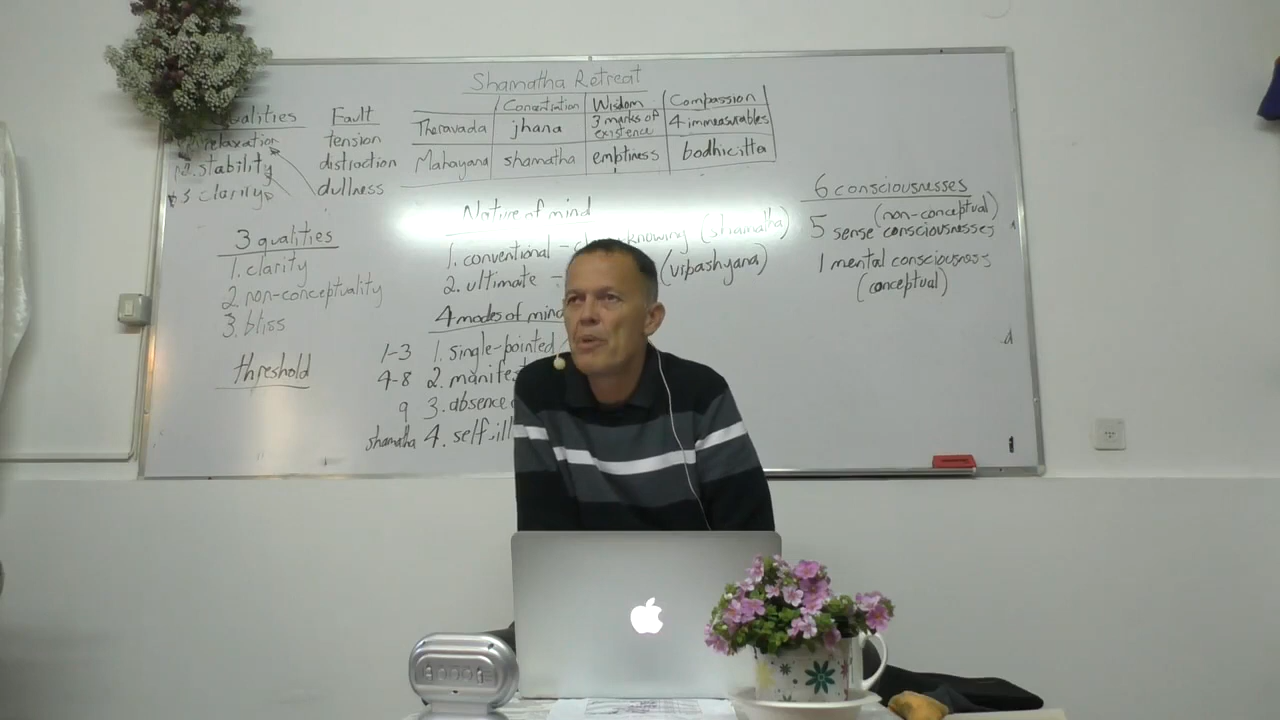 Shamatha Retreat
Concentration Wisdom Compassion
Theravada jhana 3 marks of existence 4 immeasurables
Mahayana shamatha emptiness bodhicitta
Fault
relaxation tension
2. stability distraction
3 clarity dullness
3 qualities
1. clarity
2. non-conceptuality
3. bliss
threshold
Nature of mind
1. conventional - knowing (shamatha)
2. ultimate - (vipashyana)
4 modes of mind
1-3 1. single-pointed
4-8 2.
9 3. absence
shamatha 4.
6 consciousnesses
(non-conceptual)
5 sense consciousnesses
1 mental consciousness
(conceptual)